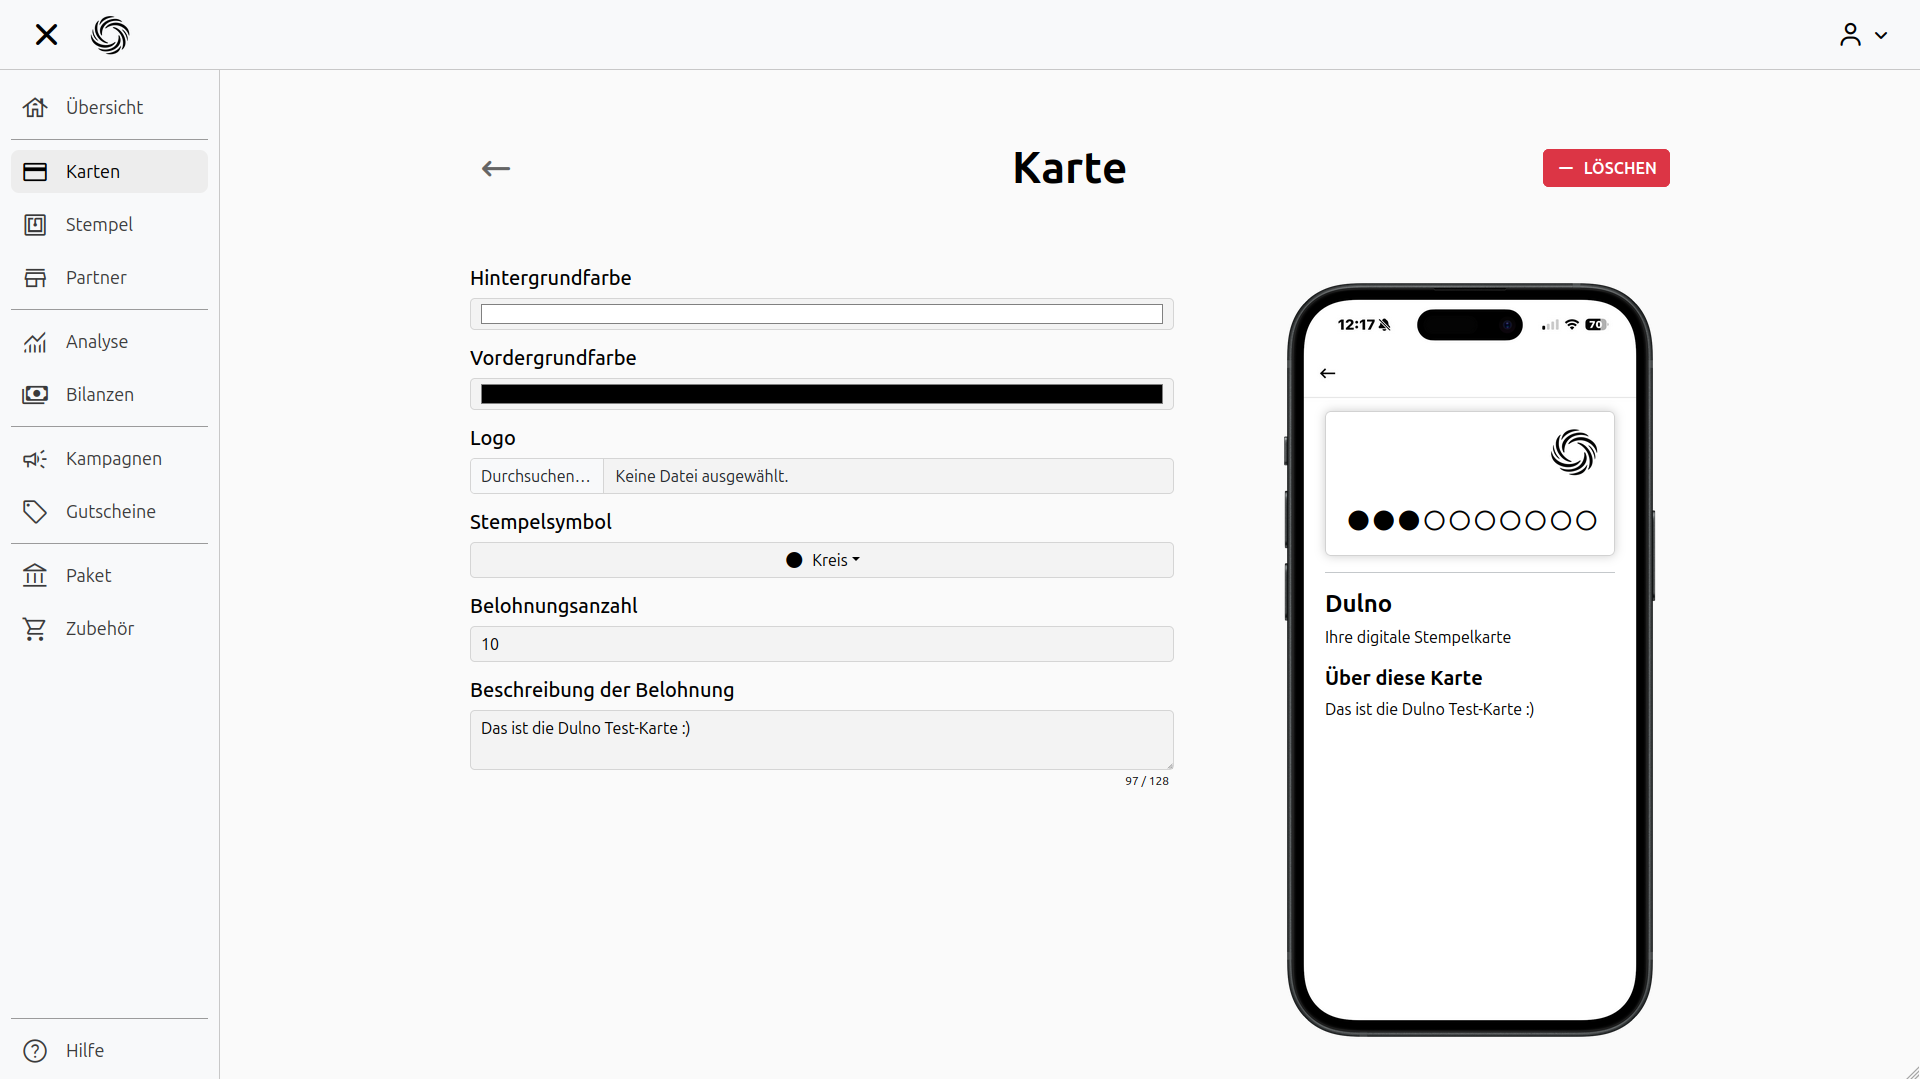 Übersicht
Karten
Stempel
Partner
Analyse
Bilanzen
Kampagnen
Gutscheine
Paket
Zubehör
Hilfe
Karte
LÖSCHEN
Hintergrundfarbe
Vordergrundfarbe
Logo
Durchsuchen... Keine Datei ausgewählt.
Stempelsymbol
Kreis
Belohnungsanzahl
10
Beschreibung der Belohnung
Das ist die Dulno Test-Karte :)
97 / 128
12:17 70
Dulno
Ihre digitale Stempelkarte
Über diese Karte
Das ist die Dulno Test-Karte :)